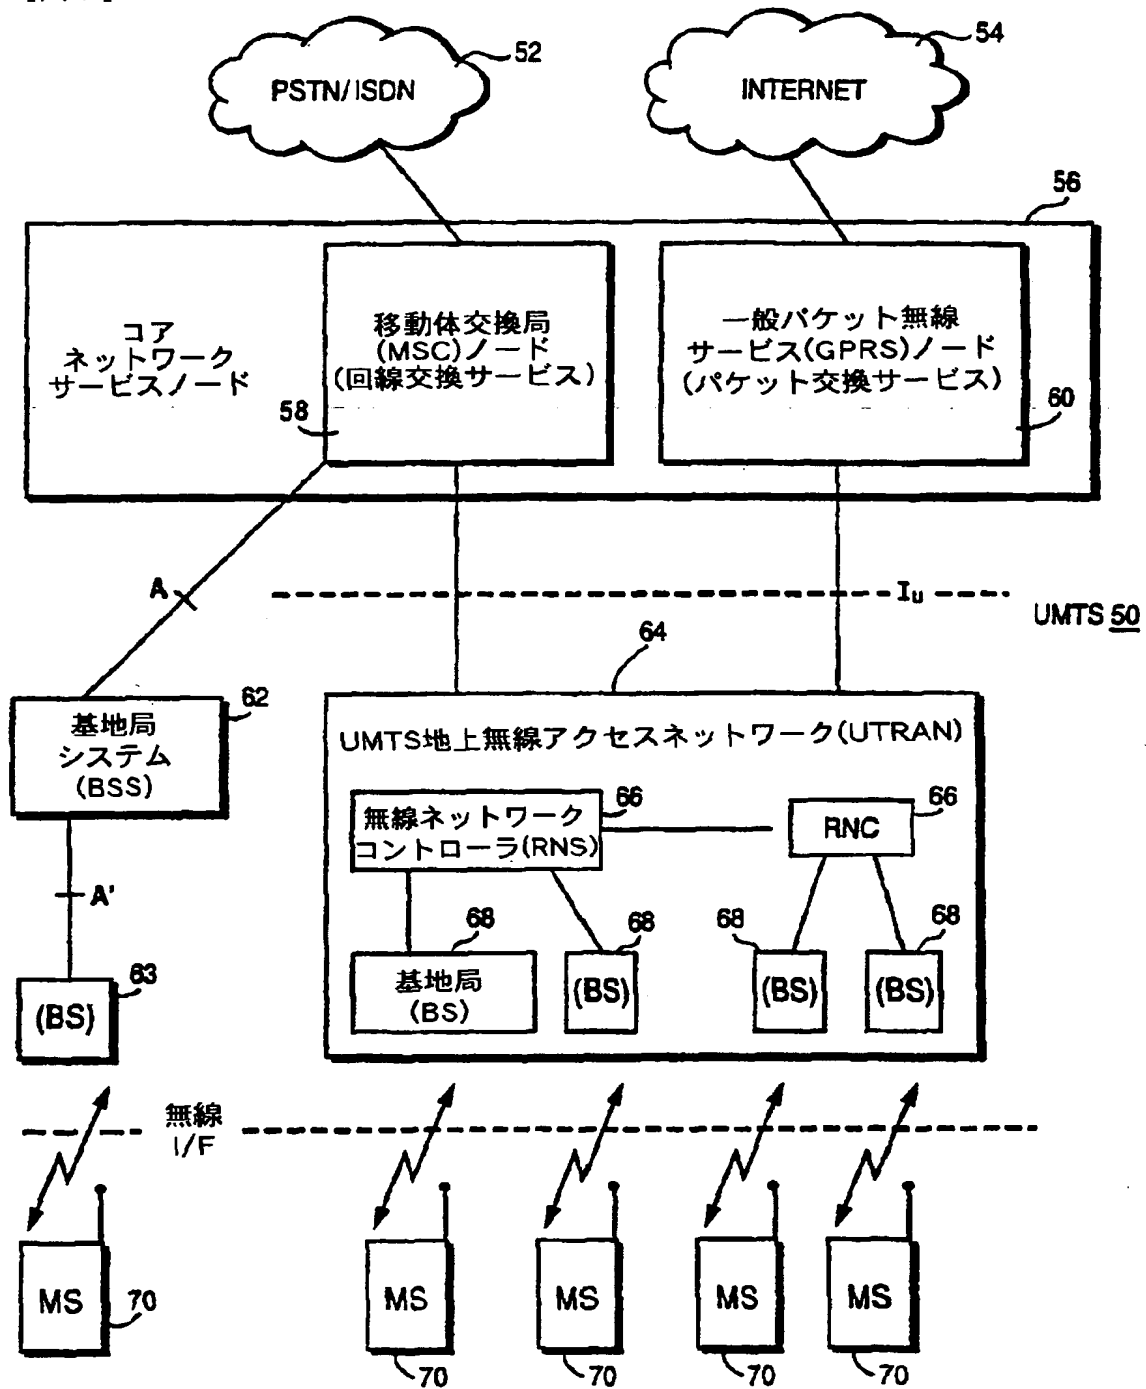 52
54
PSTN/ISDN
INTERNET
56
コア
ネットワーク
サービスノード
移動体交換局
(MSC)ノード
(回線交換サービス)
58
一般パケット無線
サービス(GPRS)ノード
(パケット交換サービス)
60
A
Iu
UMTS 50
64
62
基地局
システム
(BSS)
UMTS地上無線アクセスネットワーク(UTRAN)
無線ネットワーク
コントローラ(RNS)
66
RNC
66
A'
68
基地局
(BS)
68
(BS)
68
(BS)
68
(BS)
63
(BS)
無線
I/F
MS
70
MS
70
MS
70
MS
70
MS
70